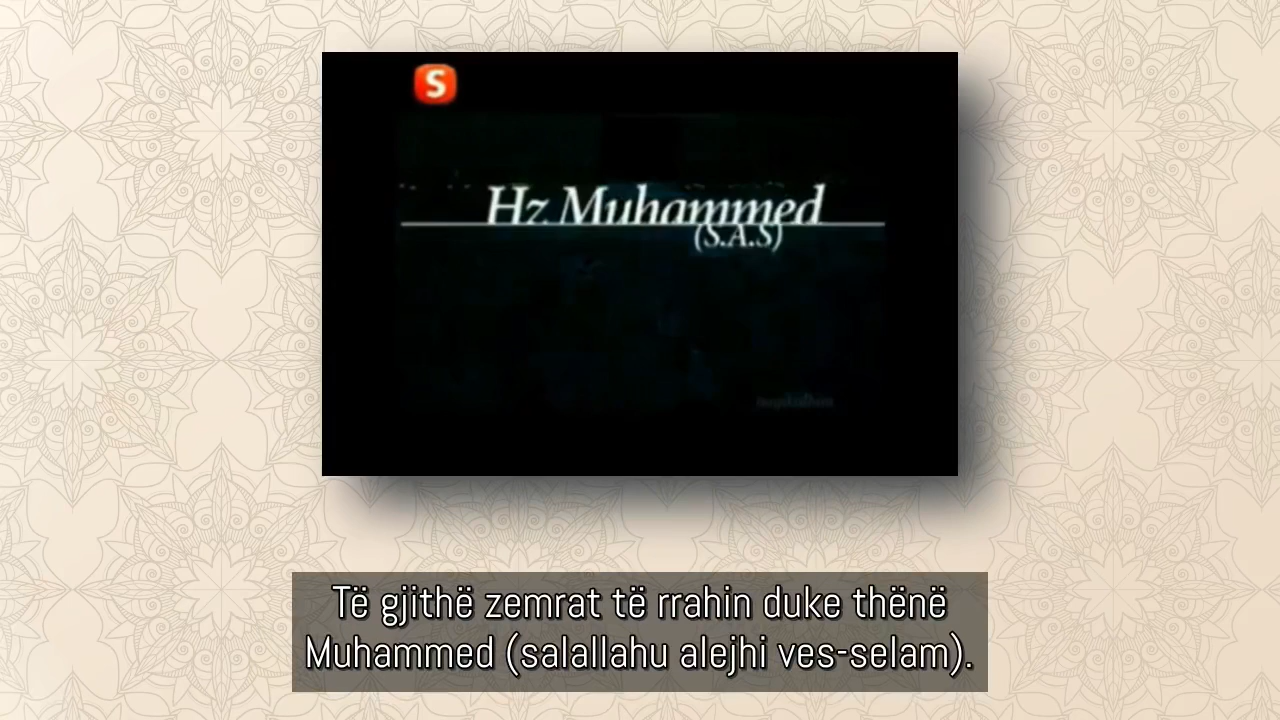 S
Hz Muhammed
(S.A.S)
Të gjithë zemrat të rrahin duke thënë
Muhammed (salallahu alejhi ves-selam).